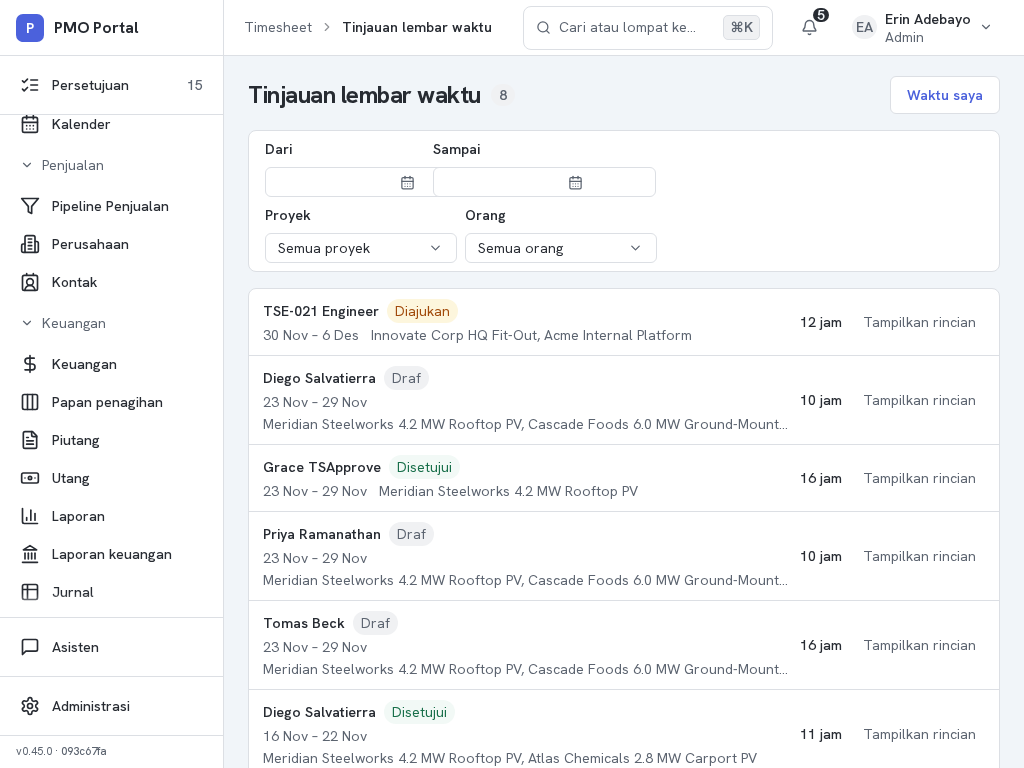 P PMO Portal
Timesheet
Tinjauan lembar waktu
Cari atau lompat ke...
⌘K
5
EA
Erin Adebayo
Admin
Persetujuan 15
Kalender
Penjualan
Pipeline Penjualan
Perusahaan
Kontak
Keuangan
Keuangan
Papan penagihan
Piutang
Utang
Laporan
Laporan keuangan
Jurnal
Asisten
Administrasi
v0.45.0 · 093c67fa
Tinjauan lembar waktu 8
Waktu saya
Dari Sampai
Proyek Orang
Semua proyek Semua orang
TSE-021 Engineer Diajukan
30 Nov – 6 Des Innovate Corp HQ Fit-Out, Acme Internal Platform
12 jam Tampilkan rincian
Diego Salvatierra Draf
23 Nov – 29 Nov
Meridian Steelworks 4.2 MW Rooftop PV, Cascade Foods 6.0 MW Ground-Mount...
10 jam Tampilkan rincian
Grace TSApprove Disetujui
23 Nov – 29 Nov Meridian Steelworks 4.2 MW Rooftop PV
16 jam Tampilkan rincian
Priya Ramanathan Draf
23 Nov – 29 Nov
Meridian Steelworks 4.2 MW Rooftop PV, Cascade Foods 6.0 MW Ground-Mount...
10 jam Tampilkan rincian
Tomas Beck Draf
23 Nov – 29 Nov
Meridian Steelworks 4.2 MW Rooftop PV, Cascade Foods 6.0 MW Ground-Mount...
16 jam Tampilkan rincian
Diego Salvatierra Disetujui
16 Nov – 22 Nov
Meridian Steelworks 4.2 MW Rooftop PV, Atlas Chemicals 2.8 MW Carport PV
11 jam Tampilkan rincian